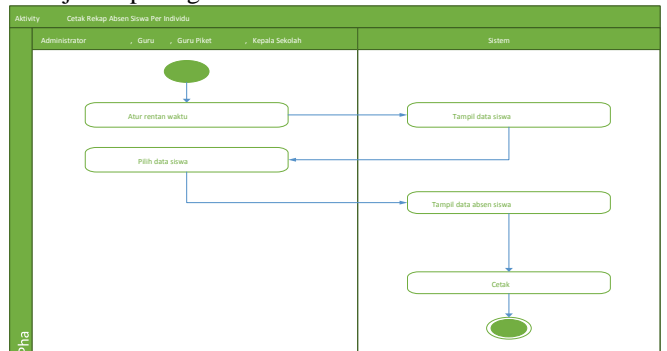 Aktivity Cetak Rekap Absen Siswa Per Individu
Administrator , Guru , Guru Piket , Kepala Sekolah Sistem
Atur rentan waktu Tampil data siswa
Pilih data siswa
Tampil data absen siswa
Cetak
Pha